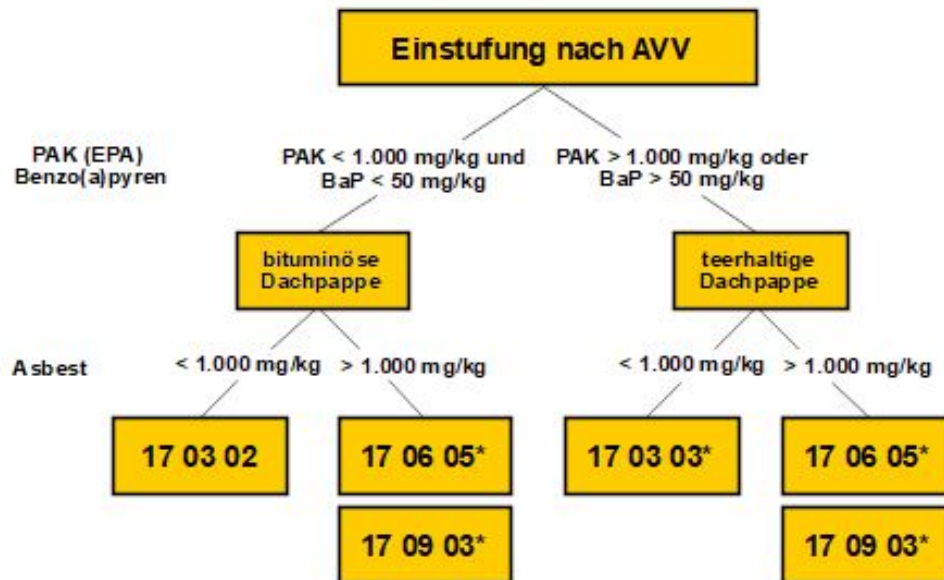 Einstufung nach AVV
PAK (EPA)
Benzo(a)pyren
PAK < 1.000 mg/kg und
BaP < 50 mg/kg
PAK > 1.000 mg/kg oder
BaP > 50 mg/kg
bituminöse
Dachpappe
teerhaltige
Dachpappe
Asbest
< 1.000 mg/kg
> 1.000 mg/kg
< 1.000 mg/kg
> 1.000 mg/kg
17 03 02
17 06 05*
17 03 03*
17 06 05*
17 09 03*
17 09 03*